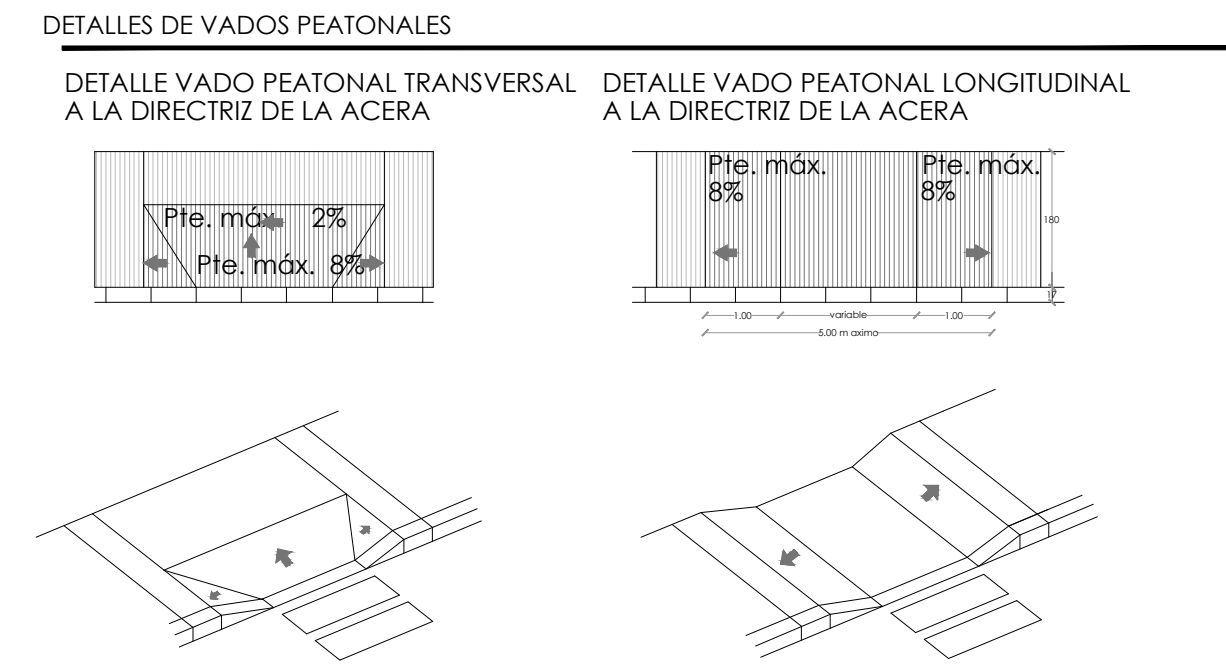 DETALLES DE VADOS PEATONALES
DETALLE VADO PEATONAL TRANSVERSAL
A LA DIRECTRIZ DE LA ACERA
Pte. máx. 2%
Pte. máx. 8%
DETALLE VADO PEATONAL LONGITUDINAL
A LA DIRECTRIZ DE LA ACERA
Pte. máx.
8%
Pte. máx.
8%
180
17
1.00 variable 1.00
5.00 m aximo